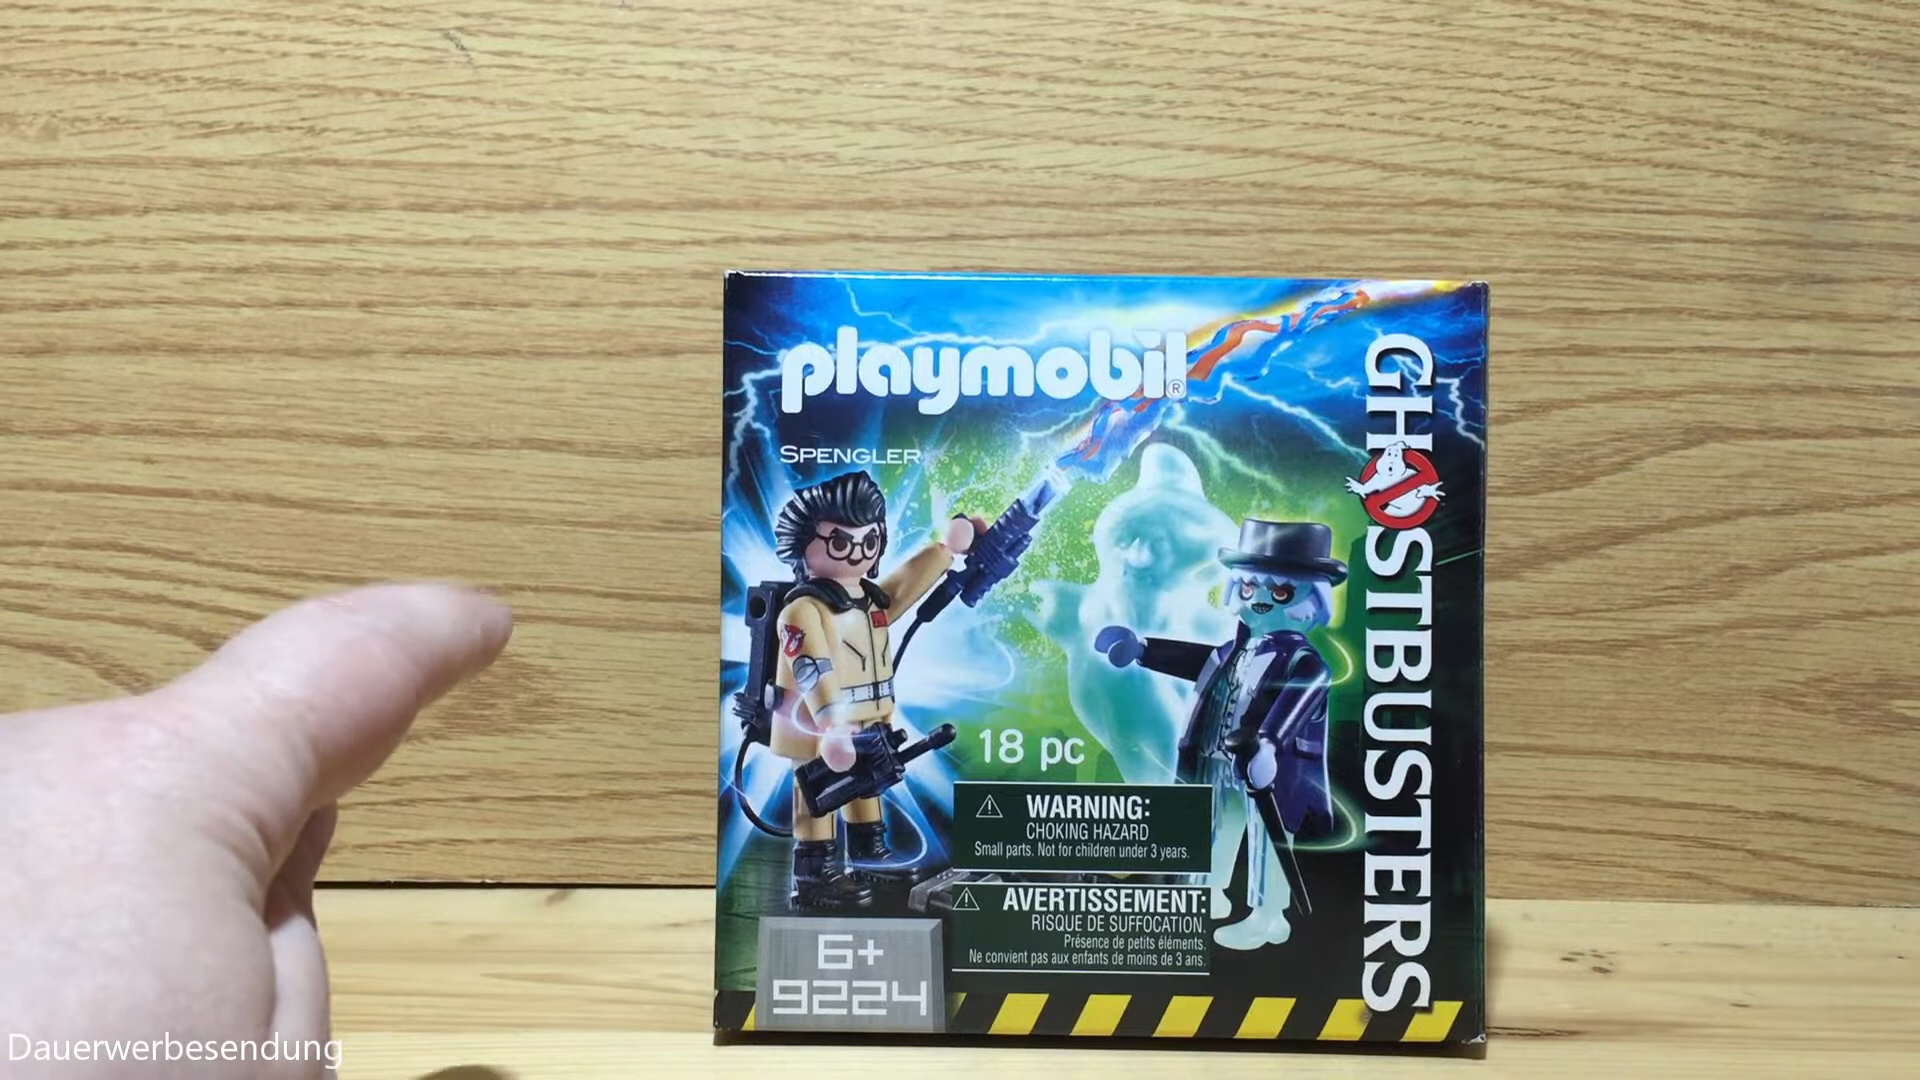 playmobil®
SPENGLER
GHOSTBUSTERS
18 pc
⚠ WARNING:
CHOKING HAZARD
Small parts. Not for children under 3 years.
⚠ AVERTISSEMENT:
RISQUE DE SUFFOCATION.
Présence de petits éléments.
Ne convient pas aux enfants de moins de 3 ans.
6+
9224
Dauerwerbesendung